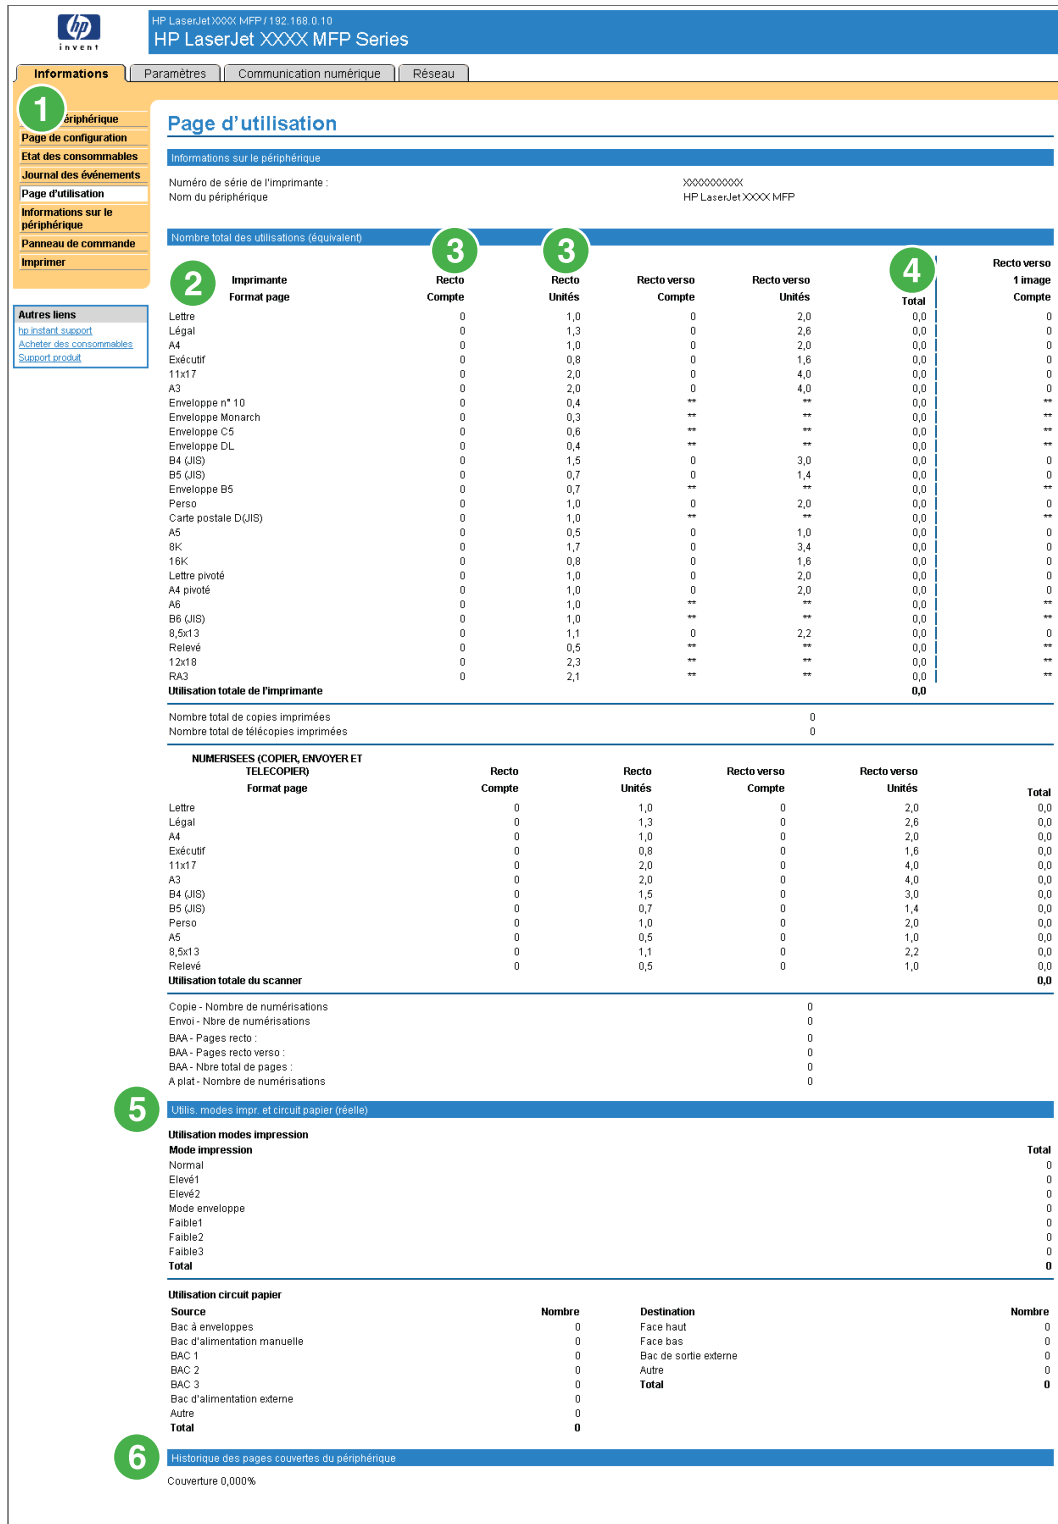 hp
invent
HP LaserJet XXXX MFP / 192.168.0.10
HP LaserJet XXXX MFP Series
Informations Paramètres Communication numérique Réseau
1
ériphérique
Page de configuration
Etat des consommables
Journal des événements
Page d'utilisation
Informations sur le
périphérique
Panneau de commande
Imprimer
Autres liens
hp instant support
Acheter des consommables
Support produit
Page d'utilisation
Informations sur le périphérique
Numéro de série de l'imprimante : XXXXXXXXXX
Nom du périphérique HP LaserJet XXXX MFP
Nombre total des utilisations (équivalent)
2 3 3 4
Recto verso
Imprimante Recto Recto Recto verso Recto verso 1 image
Format page Compte Unités Compte Unités Total Compte
Lettre 0 1,0 0 2,0 0,0 0
Légal 0 1,3 0 2,6 0,0 0
A4 0 1,0 0 2,0 0,0 0
Exécutif 0 0,8 0 1,6 0,0 0
11x17 0 2,0 0 4,0 0,0 0
A3 0 2,0 0 4,0 0,0 0
Enveloppe n° 10 0 0,4 ** ** 0,0 **
Enveloppe Monarch 0 0,3 ** ** 0,0 **
Enveloppe C5 0 0,6 ** ** 0,0 **
Enveloppe DL 0 0,4 ** ** 0,0 **
B4 (JIS) 0 1,5 0 3,0 0,0 0
B5 (JIS) 0 0,7 0 1,4 0,0 0
Enveloppe B5 0 0,7 ** ** 0,0 **
Perso 0 1,0 0 2,0 0,0 0
Carte postale D(JIS) 0 1,0 ** ** 0,0 **
A5 0 0,5 0 1,0 0,0 0
8K 0 1,7 0 3,4 0,0 0
16K 0 0,8 0 1,6 0,0 0
Lettre pivoté 0 1,0 0 2,0 0,0 0
A4 pivoté 0 1,0 0 2,0 0,0 0
A6 0 1,0 ** ** 0,0 **
B6 (JIS) 0 1,0 ** ** 0,0 **
8,5x13 0 1,1 0 2,2 0,0 0
Relevé 0 0,5 ** ** 0,0 **
12x18 0 2,3 ** ** 0,0 **
RA3 0 2,1 ** ** 0,0 **
Utilisation totale de l'imprimante 0,0
Nombre total de copies imprimées 0
Nombre total de télécopies imprimées 0
NUMERISEES (COPIER, ENVOYER ET
TELECOPIER) Recto Recto Recto verso Recto verso
Format page Compte Unités Compte Unités Total
Lettre 0 1,0 0 2,0 0,0
Légal 0 1,3 0 2,6 0,0
A4 0 1,0 0 2,0 0,0
Exécutif 0 0,8 0 1,6 0,0
11x17 0 2,0 0 4,0 0,0
A3 0 2,0 0 4,0 0,0
B4 (JIS) 0 1,5 0 3,0 0,0
B5 (JIS) 0 0,7 0 1,4 0,0
Perso 0 1,0 0 2,0 0,0
A5 0 0,5 0 1,0 0,0
8,5x13 0 1,1 0 2,2 0,0
Relevé 0 0,5 0 1,0 0,0
Utilisation totale du scanner 0,0
Copie - Nombre de numérisations 0
Envoi - Nbre de numérisations 0
BAA - Pages recto : 0
BAA - Pages recto verso : 0
BAA - Nbre total de pages : 0
A plat - Nombre de numérisations 0
5 Utilis. modes impr. et circuit papier (réelle)
Utilisation modes impression
Mode impression Total
Normal 0
Elevé1 0
Elevé2 0
Mode enveloppe 0
Faible1 0
Faible2 0
Faible3 0
Total 0
Utilisation circuit papier
Source Nombre Destination Nombre
Bac à enveloppes 0 Face haut 0
Bac d'alimentation manuelle 0 Face bas 0
BAC 1 0 Bac de sortie externe 0
BAC 2 0 Autre 0
BAC 3 0 Total 0
Bac d'alimentation externe 0
Autre 0
Total 0
6 Historique des pages couvertes du périphérique
Couverture 0,000%